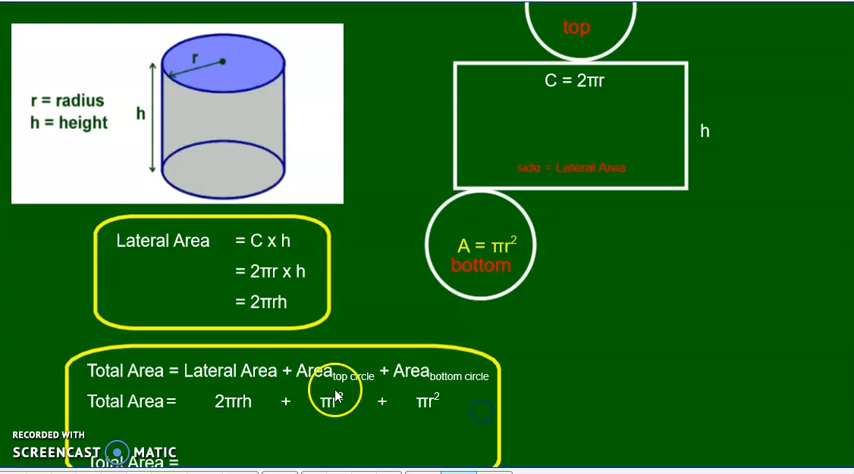 r
r = radius
h = height
h
top
C = 2πr
h
side = Lateral Area
A = πr²
bottom
Lateral Area = C x h
= 2πr x h
= 2πrh
Total Area = Lateral Area + Area top circle + Area bottom circle
Total Area = 2πrh + πr² + πr²
Total Area =
RECORDED WITH
SCREENCAST MATIC